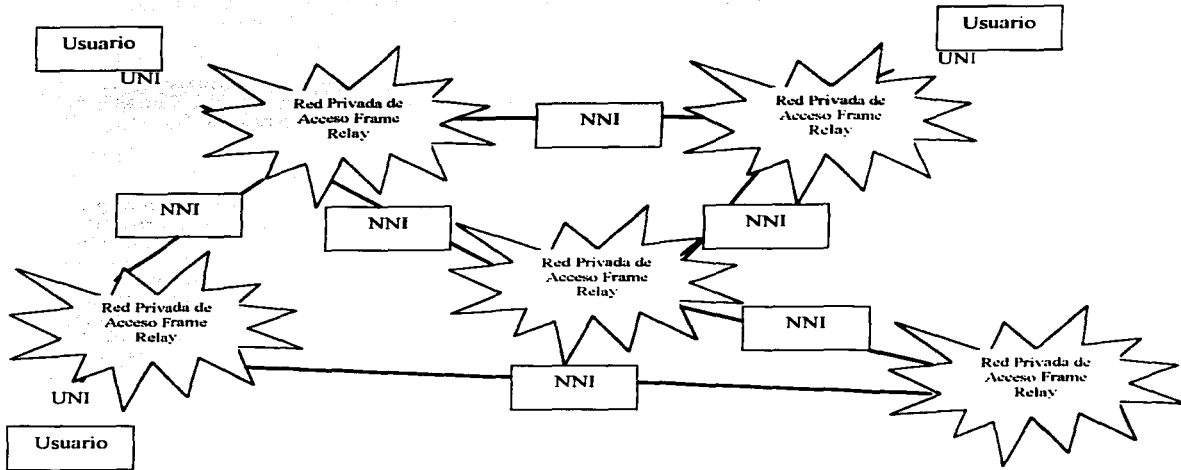 Usuario
UNI
Usuario
UNI
Red Privada de
Acceso Frame
Relay
NNI
Red Privada de
Acceso Frame
Relay
NNI
NNI
NNI
Red Privada de
Acceso Frame
Relay
Red Privada de
Acceso Frame
Relay
NNI
NNI
Red Privada de
Acceso Frame
Relay
UNI
Usuario